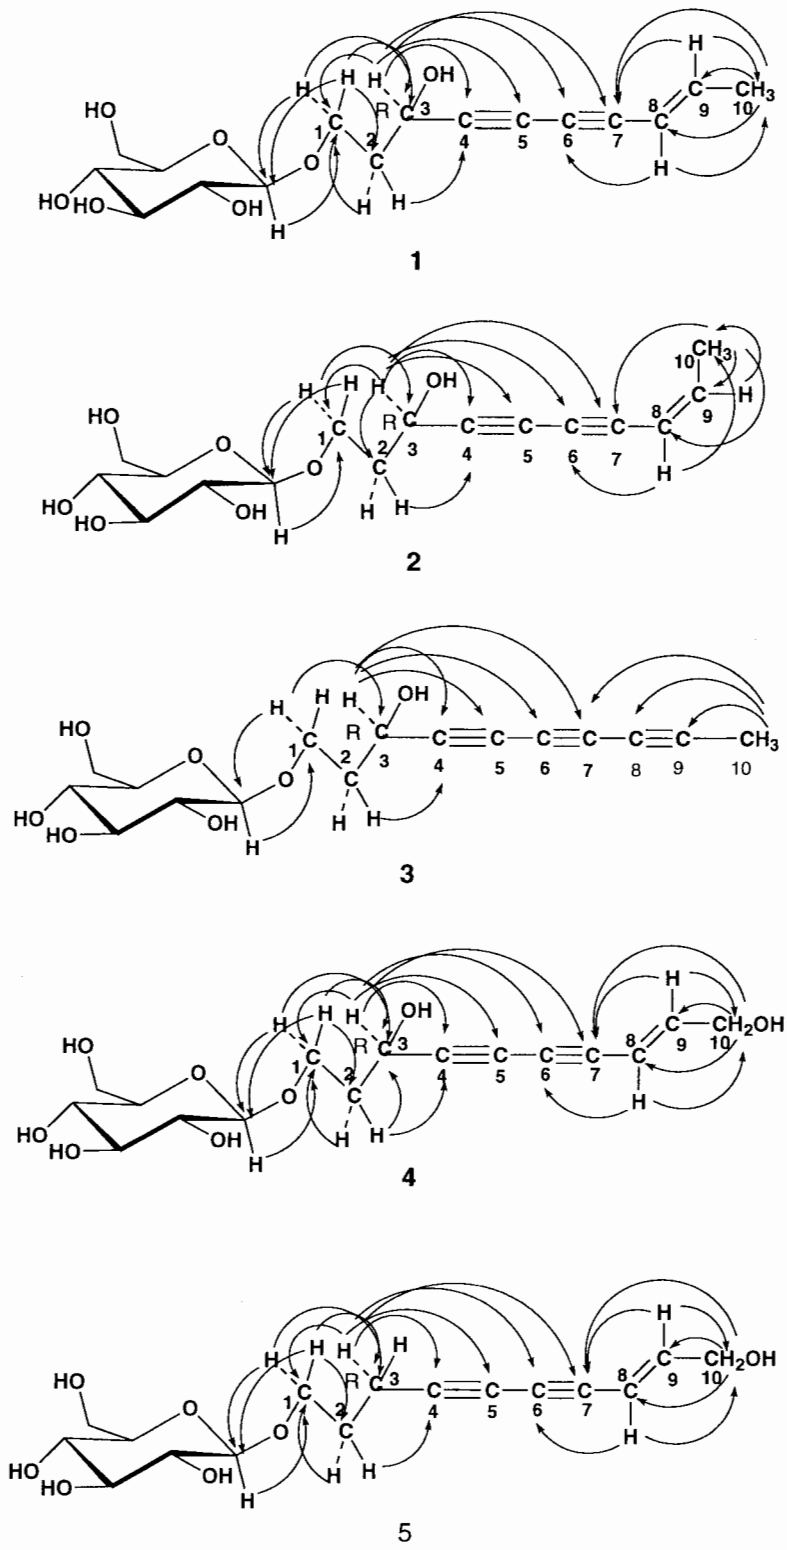 H H H OH H
HO O 1 R 3 C≡C—C≡C 8 9 10 CH3
HO HO OH O C 2 C 4 5 6 7 C C
H H H H
1
10 CH3
H H H OH
HO O 1 R C C≡C—C≡C 8 C C H
HO HO OH O C 2 C 3 4 5 6 7 C 9
H H H H
2
H H H OH
HO O 1 R C C≡C—C≡C—C≡C CH3
HO HO OH O C 2 C 3 4 5 6 7 8 9 10
H H H
3
H H H OH H
HO O 1 R C 3 C≡C—C≡C 8 9 10 CH2OH
HO HO OH O C 2 C 4 5 6 7 C C
H H H H
4
H H H H H
HO O 1 R C 3 C≡C—C≡C 8 9 10 CH2OH
HO HO OH O C 2 C 4 5 6 7 C C
H H H H
5